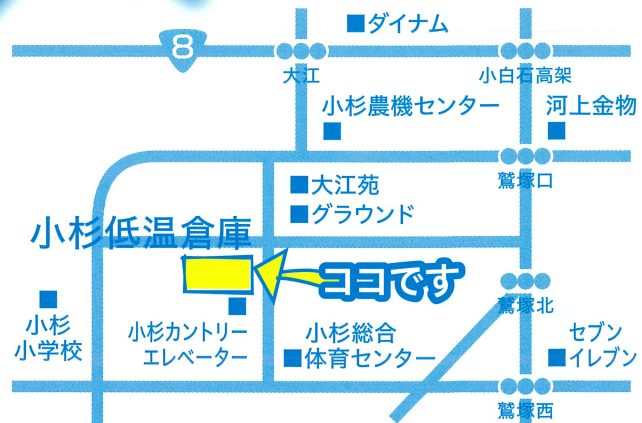 ダイナム
8
大江
小白石高架
小杉農機センター
河上金物
鷲塚口
大江苑
グラウンド
小杉低温倉庫
ココです
鷲塚北
小杉
小学校
小杉カントリー
エレベーター
小杉総合
体育センター
セブン
イレブン
鷲塚西